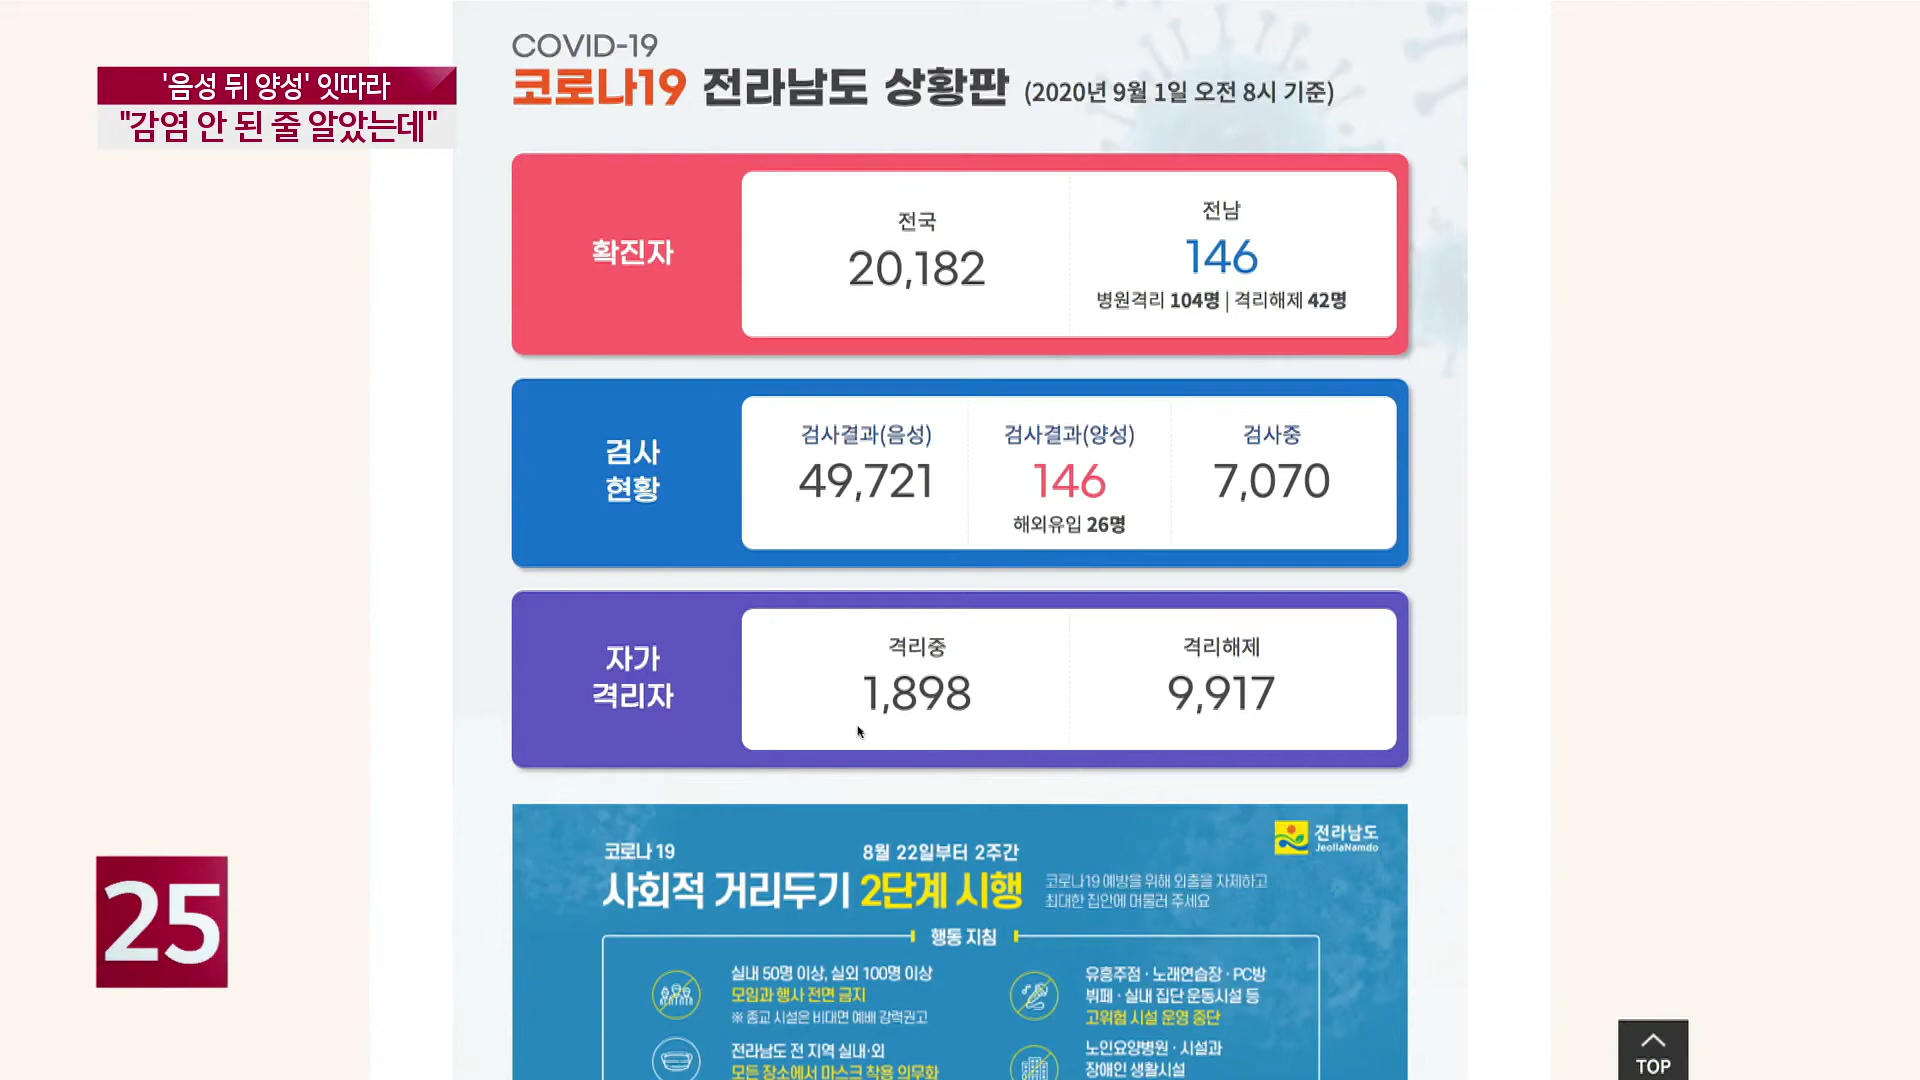 '음성 뒤 양성' 잇따라
"감염 안 된 줄 알았는데"
COVID-19
코로나19 전라남도 상황판 (2020년 9월 1일 오전 8시 기준)
확진자
전국
20,182
전남
146
병원격리 104명 | 격리해제 42명
검사
현황
검사결과(음성)
49,721
검사결과(양성)
146
해외유입 26명
검사중
7,070
자가
격리자
격리중
1,898
격리해제
9,917
전라남도
JeollaNamdo
코로나 19
8월 22일부터 2주간
사회적 거리두기 2단계 시행
코로나19 예방을 위해 외출을 자제하고
최대한 집안에 머물러 주세요
행동 지침
실내 50명 이상, 실외 100명 이상
모임과 행사 전면 금지
※ 종교 시설은 비대면 예배 강력권고
유흥주점 · 노래연습장 · PC방
뷔페 · 실내 집단 운동시설 등
고위험 시설 운영 중단
전라남도 전 지역 실내·외
모든 장소에서 마스크 착용 의무화
노인요양병원 · 시설과
장애인 생활시설
25
TOP